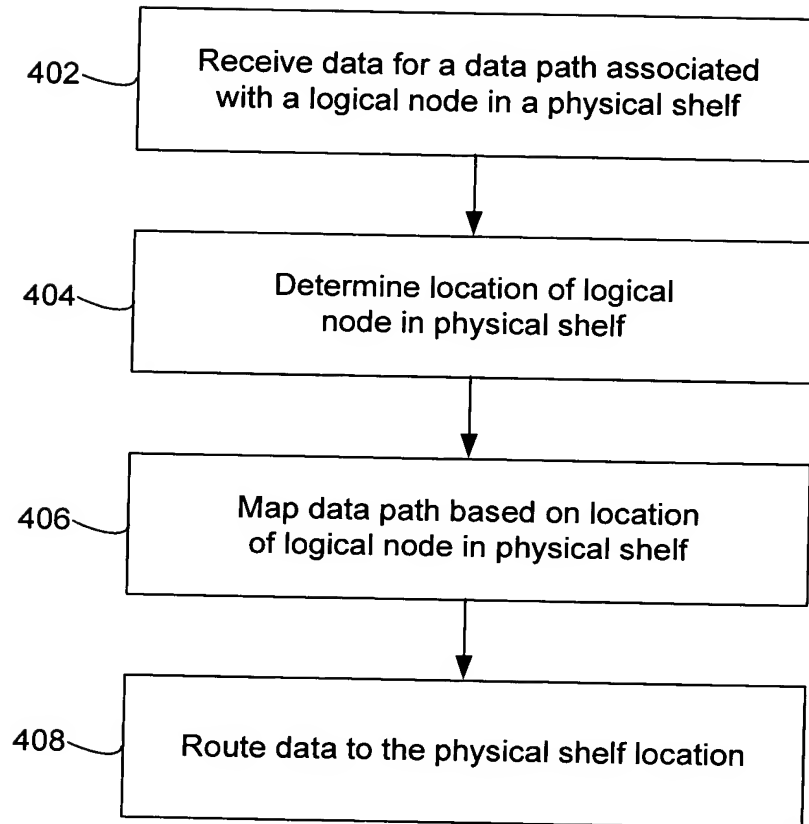 402
Receive data for a data path associated
with a logical node in a physical shelf
404
Determine location of logical
node in physical shelf
406
Map data path based on location
of logical node in physical shelf
408
Route data to the physical shelf location